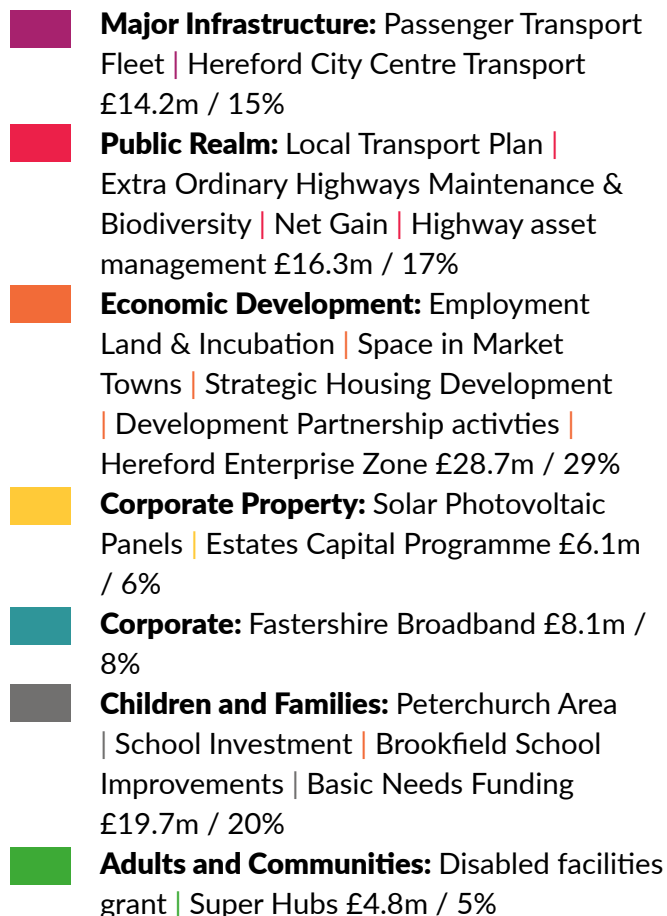 Major Infrastructure: Passenger Transport
Fleet | Hereford City Centre Transport
£14.2m / 15%
Public Realm: Local Transport Plan |
Extra Ordinary Highways Maintenance &
Biodiversity | Net Gain | Highway asset
management £16.3m / 17%
Economic Development: Employment
Land & Incubation | Space in Market
Towns | Strategic Housing Development
| Development Partnership activties |
Hereford Enterprise Zone £28.7m / 29%
Corporate Property: Solar Photovoltaic
Panels | Estates Capital Programme £6.1m
/ 6%
Corporate: Fastershire Broadband £8.1m /
8%
Children and Families: Peterchurch Area
| School Investment | Brookfield School
Improvements | Basic Needs Funding
£19.7m / 20%
Adults and Communities: Disabled facilities
grant | Super Hubs £4.8m / 5%